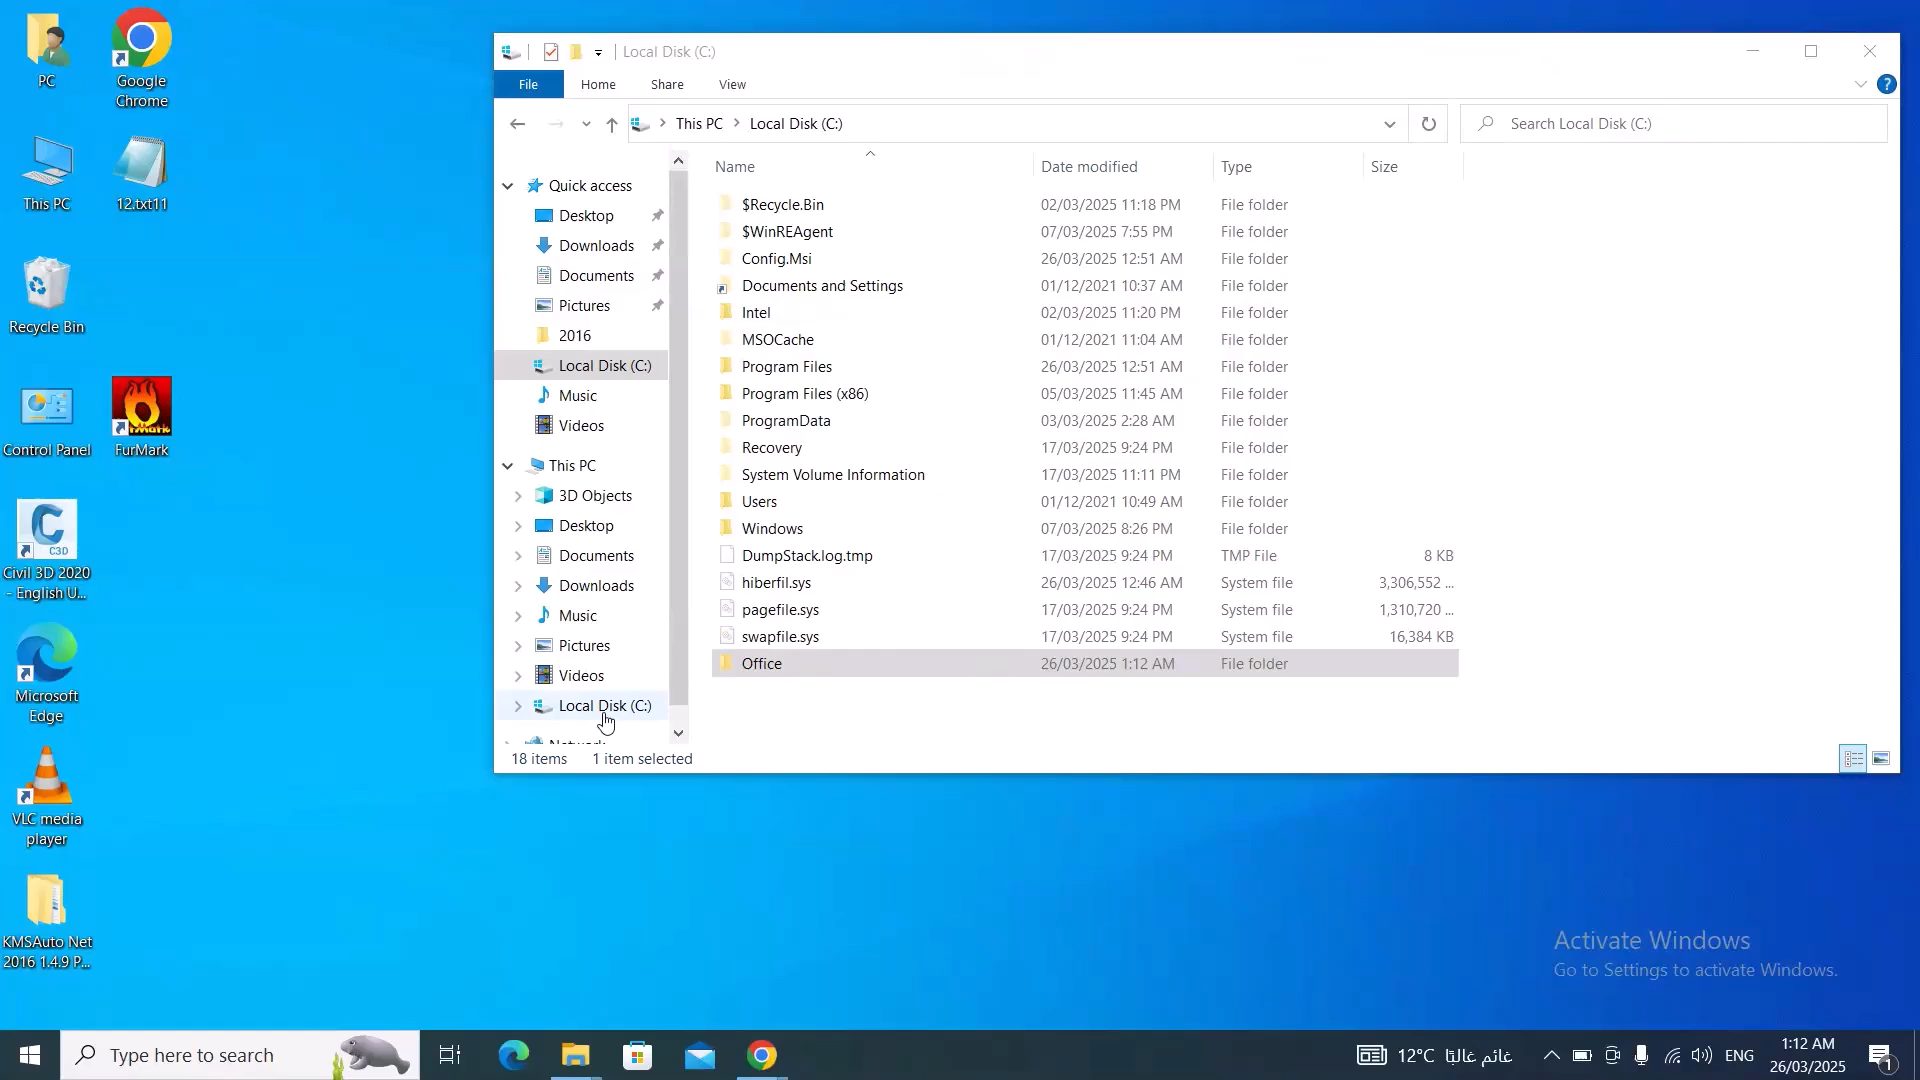 PC
Google
Chrome
This PC
12.txt11
Recycle Bin
Control Panel
FurMark
Civil 3D 2020
- English U...
Microsoft
Edge
VLC media
player
KMSAuto Net
2016 1.4.9 P...
Local Disk (C:)
File Home Share View
This PC > Local Disk (C:)
Search Local Disk (C:)
Quick access
Desktop
Downloads
Documents
Pictures
2016
Local Disk (C:)
Music
Videos
This PC
3D Objects
Desktop
Documents
Downloads
Music
Pictures
Videos
Local Disk (C:)
Network
Name Date modified Type Size
$Recycle.Bin 02/03/2025 11:18 PM File folder
$WinREAgent 07/03/2025 7:55 PM File folder
Config.Msi 26/03/2025 12:51 AM File folder
Documents and Settings 01/12/2021 10:37 AM File folder
Intel 02/03/2025 11:20 PM File folder
MSOCache 01/12/2021 11:04 AM File folder
Program Files 26/03/2025 12:51 AM File folder
Program Files (x86) 05/03/2025 11:45 AM File folder
ProgramData 03/03/2025 2:28 AM File folder
Recovery 17/03/2025 9:24 PM File folder
System Volume Information 17/03/2025 11:11 PM File folder
Users 01/12/2021 10:49 AM File folder
Windows 07/03/2025 8:26 PM File folder
DumpStack.log.tmp 17/03/2025 9:24 PM TMP File 8 KB
hiberfil.sys 26/03/2025 12:46 AM System file 3,306,552 ...
pagefile.sys 17/03/2025 9:24 PM System file 1,310,720 ...
swapfile.sys 17/03/2025 9:24 PM System file 16,384 KB
Office 26/03/2025 1:12 AM File folder
18 items 1 item selected
Activate Windows
Go to Settings to activate Windows.
Type here to search
12°C غائم غالبًا
ENG
1:12 AM
26/03/2025
1